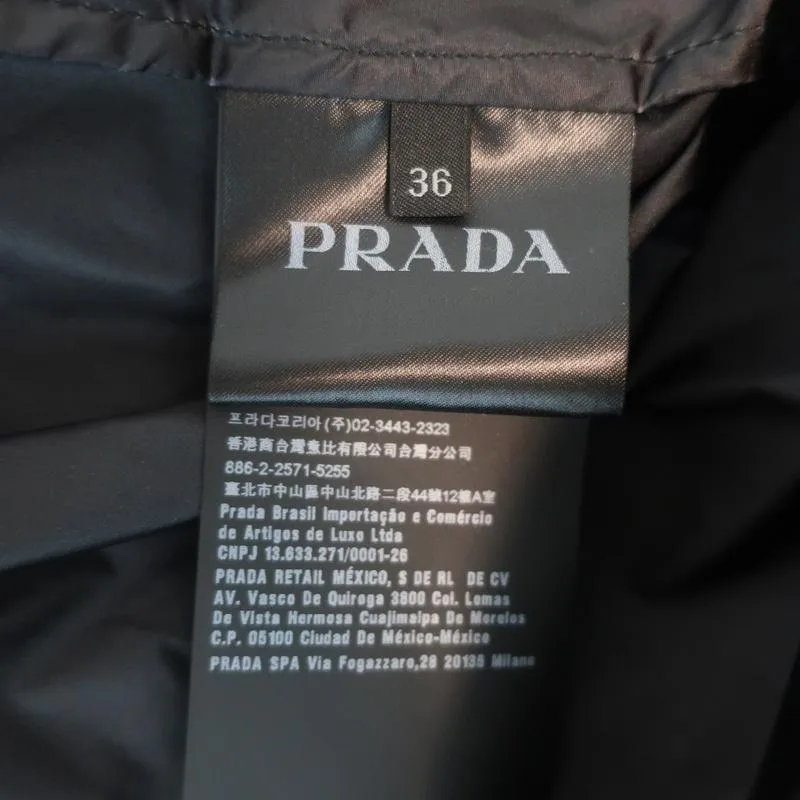 36
PRADA
프라다코리아(주)02-3443-2323
香港商台灣惫比有限公司台灣分公司
886-2-2571-5255
臺北市中山區中山北路二段44號12樓A室
Prada Brasil Importação e Comércio
de Artigos de Luxo Ltda
CNPJ 13.633.271/0001-26
PRADA RETAIL MÉXICO, S DE RL DE CV
AV. Vasco De Quiroga 3800 Col. Lomas
De Vista Hermosa Cuajimalpa De Morelos
C.P. 05100 Ciudad De México-México
PRADA SPA Via Fogazzaro,28 20135 Milano